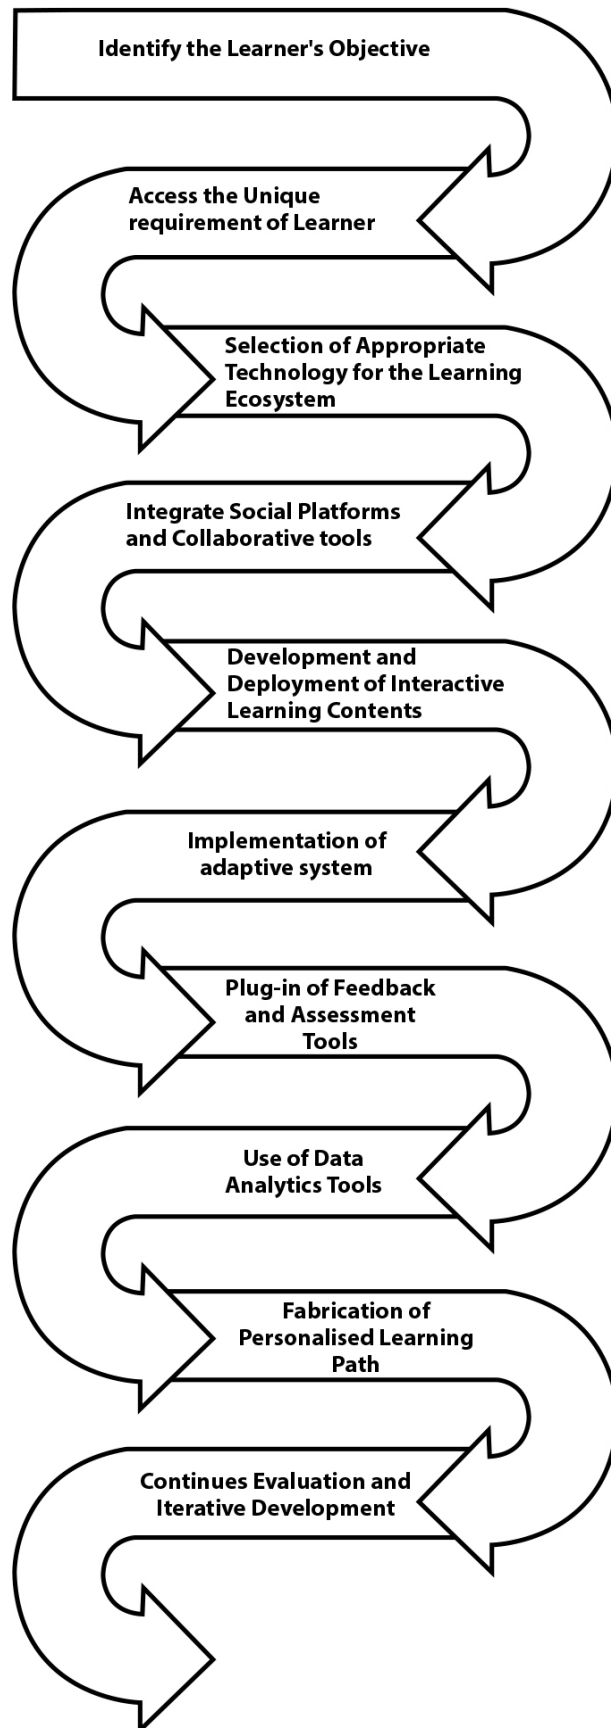 Identify the Learner's Objective
Access the Unique
requirement of Learner
Selection of Appropriate
Technology for the Learning
Ecosystem
Integrate Social Platforms
and Collaborative tools
Development and
Deployment of Interactive
Learning Contents
Implementation of
adaptive system
Plug-in of Feedback
and Assessment
Tools
Use of Data
Analytics Tools
Fabrication of
Personalised Learning
Path
Continues Evaluation and
Iterative Development